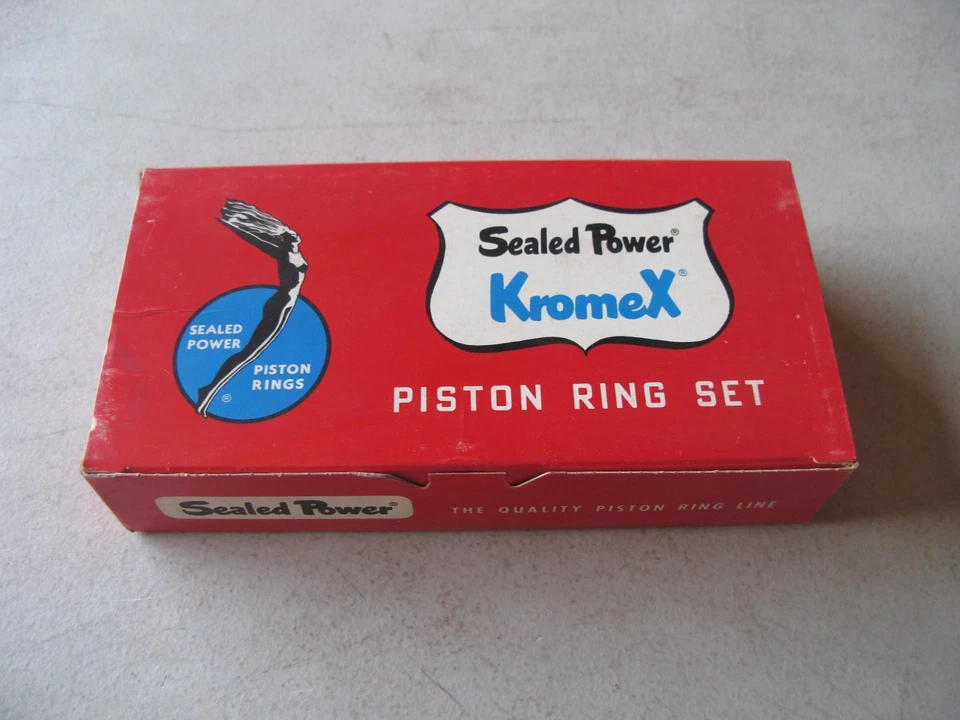 SEALED
POWER
PISTON
RINGS
®
Sealed Power®
KromeX®
PISTON RING SET
Sealed Power®
THE QUALITY PISTON RING LINE